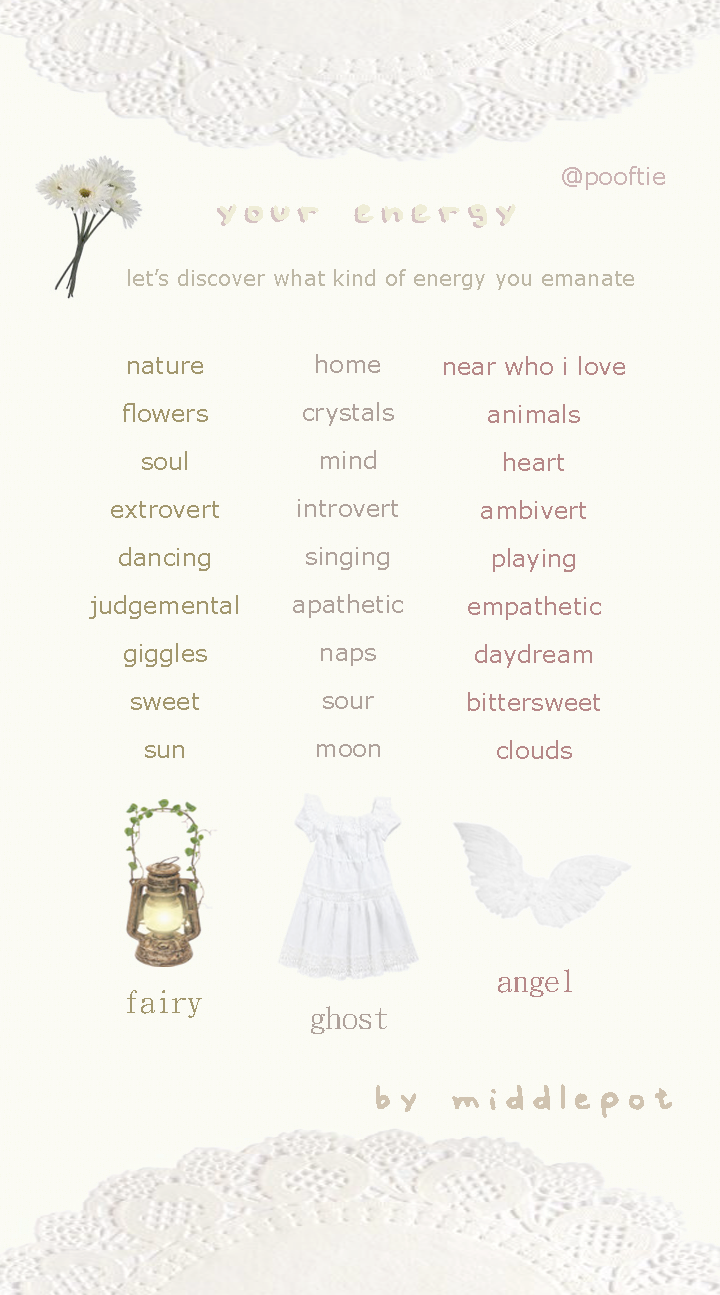 @pooftie
your energy
let's discover what kind of energy you emanate
nature home near who i love
flowers crystals animals
soul mind heart
extrovert introvert ambivert
dancing singing playing
judgemental apathetic empathetic
giggles naps daydream
sweet sour bittersweet
sun moon clouds
fairy ghost angel
by middlepot